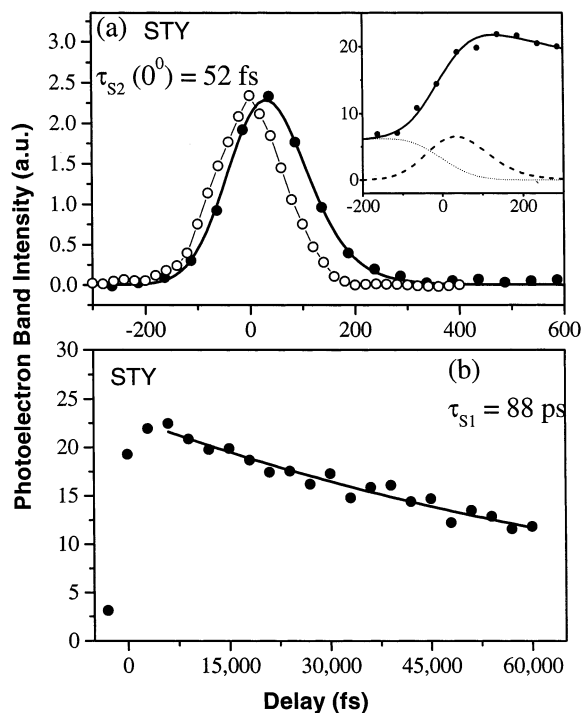 Photoelectron Band Intensity (a.u.)
(a) STY
τS2 (0⁰) = 52 fs
3.0
2.5
2.0
1.5
1.0
0.5
0.0
-200 0 200 400 600
20
10
0
-200 0 200
STY (b)
τS1 = 88 ps
30
25
20
15
10
5
0
0 15,000 30,000 45,000 60,000
Delay (fs)